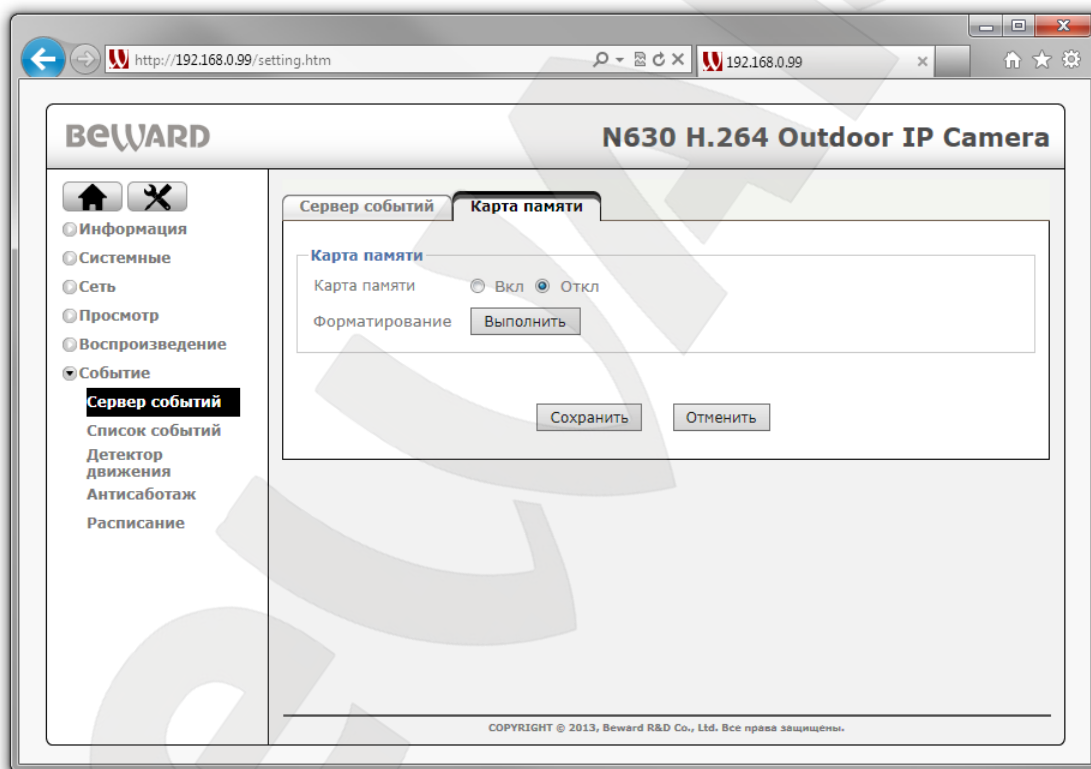 http://192.168.0.99/setting.htm
192.168.0.99
BEWARD
N630 H.264 Outdoor IP Camera
Информация
Системные
Сеть
Просмотр
Воспроизведение
Событие
Сервер событий
Список событий
Детектор
движения
Антисаботаж
Расписание
Сервер событий Карта памяти
Карта памяти
Карта памяти Вкл Откл
Форматирование Выполнить
Сохранить Отменить
COPYRIGHT © 2013, Beward R&D Co., Ltd. Все права защищены.